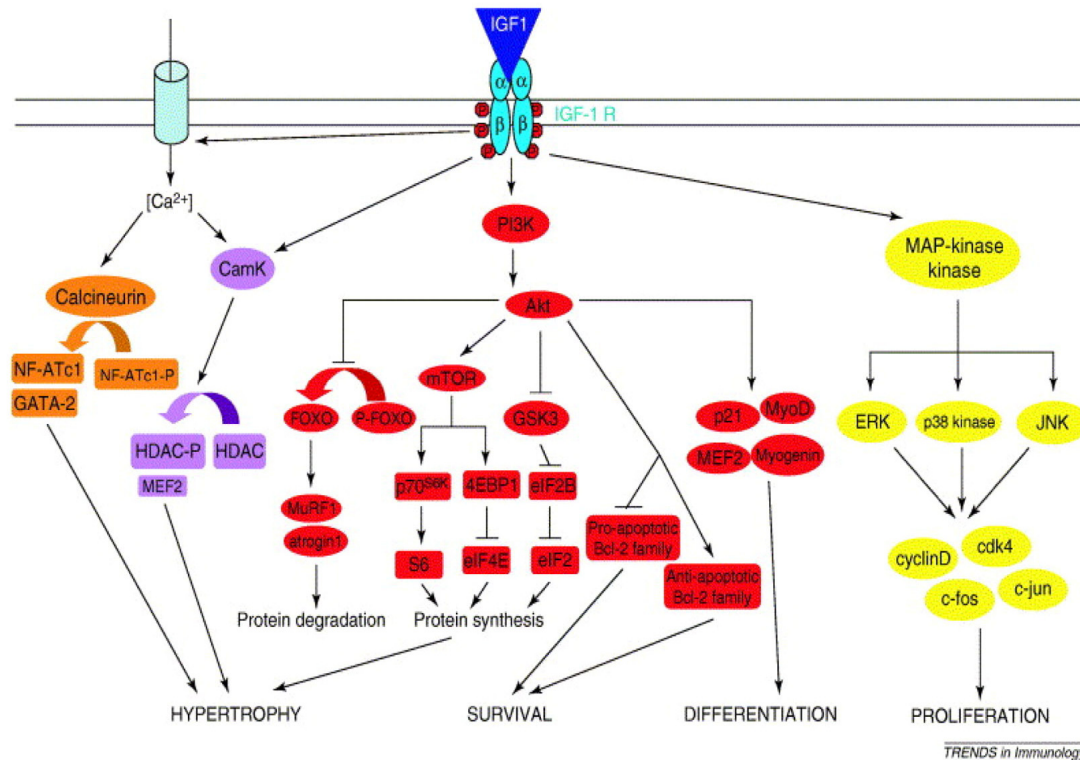 IGF1
α α
β β
P P
P P
P P
IGF-1 R
[Ca²⁺]
PI3K
MAP-kinase
kinase
CamK
Calcineurin
Akt
NF-ATc1
NF-ATc1-P
GATA-2
mTOR
FOXO
P-FOXO
GSK3
p21
MyoD
MEF2
Myogenin
ERK
p38 kinase
JNK
HDAC-P
HDAC
MEF2
p70S6K
4EBP1
eIF2B
MuRF1
atrogin1
S6
eIF4E
eIF2
Pro-apoptotic
Bcl-2 family
Anti-apoptotic
Bcl-2 family
cyclinD
cdk4
c-fos
c-jun
Protein degradation
Protein synthesis
HYPERTROPHY
SURVIVAL
DIFFERENTIATION
PROLIFERATION
TRENDS in Immunology